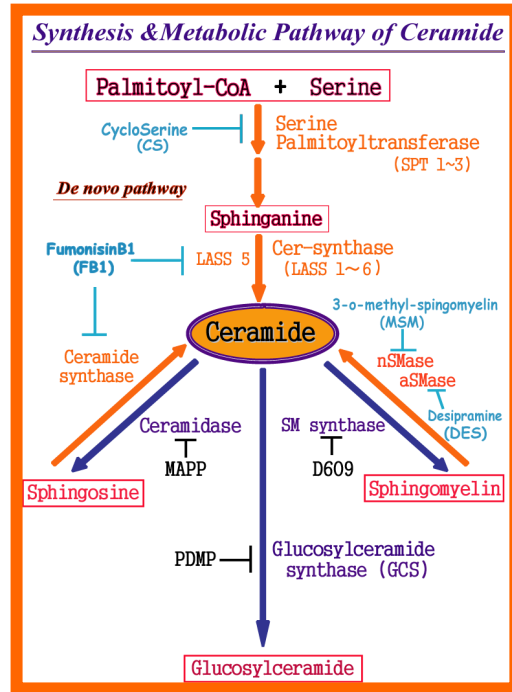 Synthesis &Metabolic Pathway of Ceramide
Palmitoyl-CoA + Serine
CycloSerine
(CS)
Serine
Palmitoyltransferase
(SPT 1~3)
De novo pathway
Sphinganine
FumonisinB1
(FB1)
LASS 5
Cer-synthase
(LASS 1~6)
3-o-methyl-spingomyelin
(MSM)
Ceramide
nSMase
aSMase
Ceramide
synthase
Desipramine
(DES)
Ceramidase
SM synthase
MAPP
D609
Sphingosine
Sphingomyelin
PDMP
Glucosylceramide
synthase (GCS)
Glucosylceramide